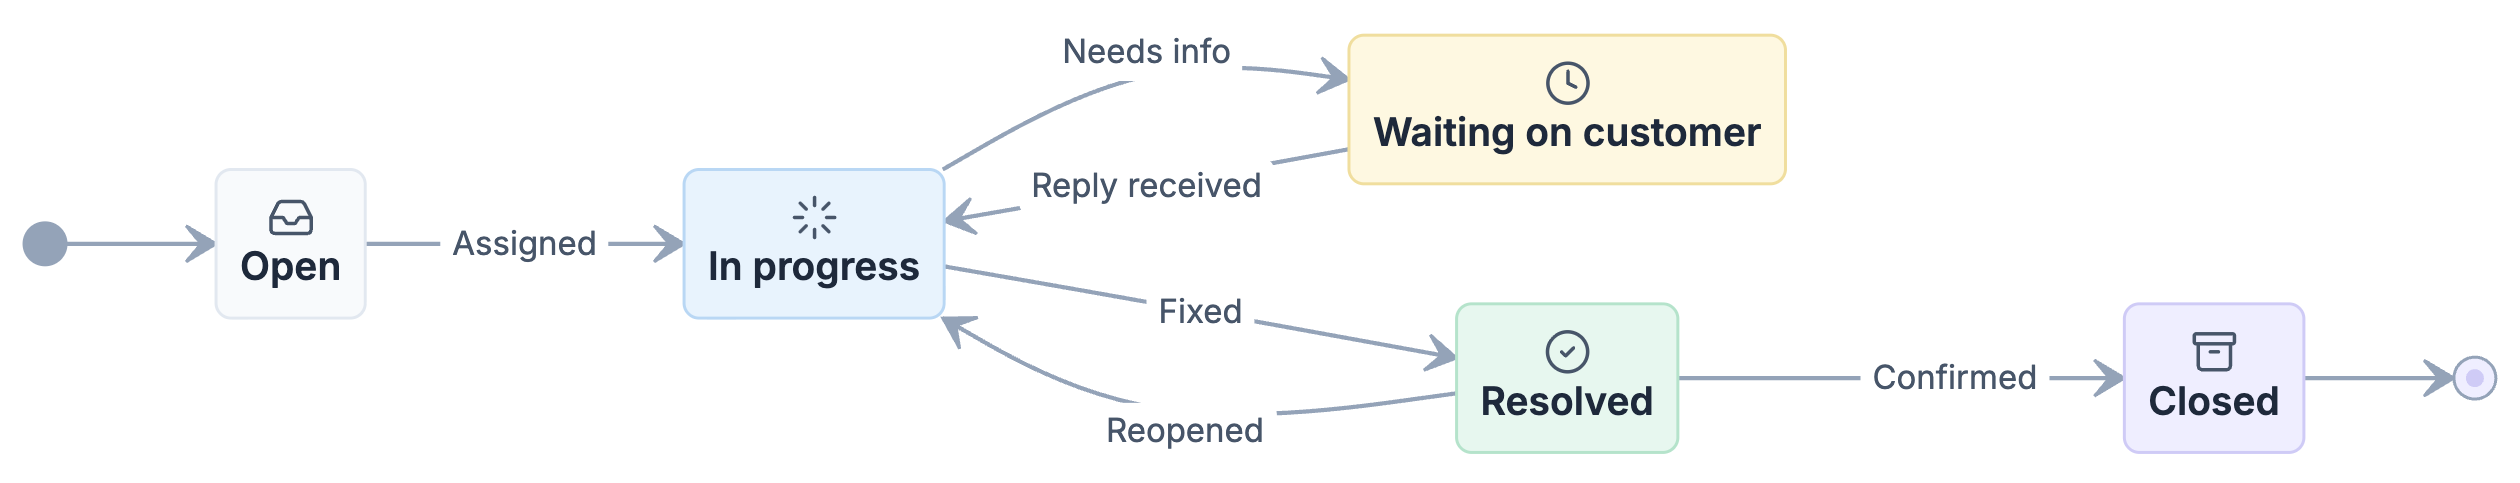 Needs info
Waiting on customer
Reply received
Open
Assigned
In progress
Fixed
Resolved
Reopened
Confirmed
Closed